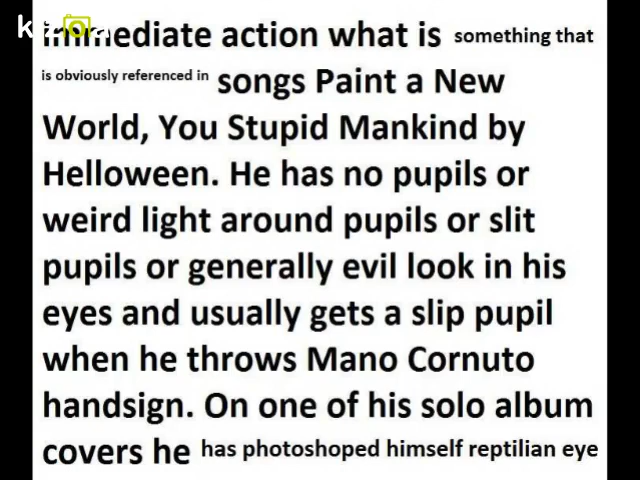 kizoa
immediate action what is something that
is obviously referenced in songs Paint a New
World, You Stupid Mankind by
Helloween. He has no pupils or
weird light around pupils or slit
pupils or generally evil look in his
eyes and usually gets a slip pupil
when he throws Mano Cornuto
handsign. On one of his solo album
covers he has photoshoped himself reptilian eye